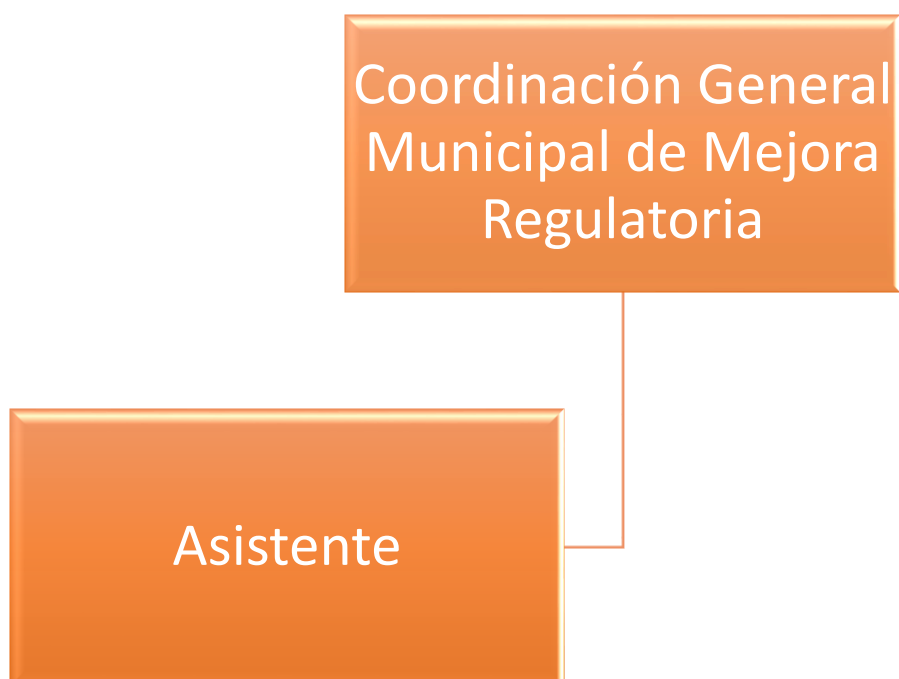 Coordinación General
Municipal de Mejora
Regulatoria
Asistente